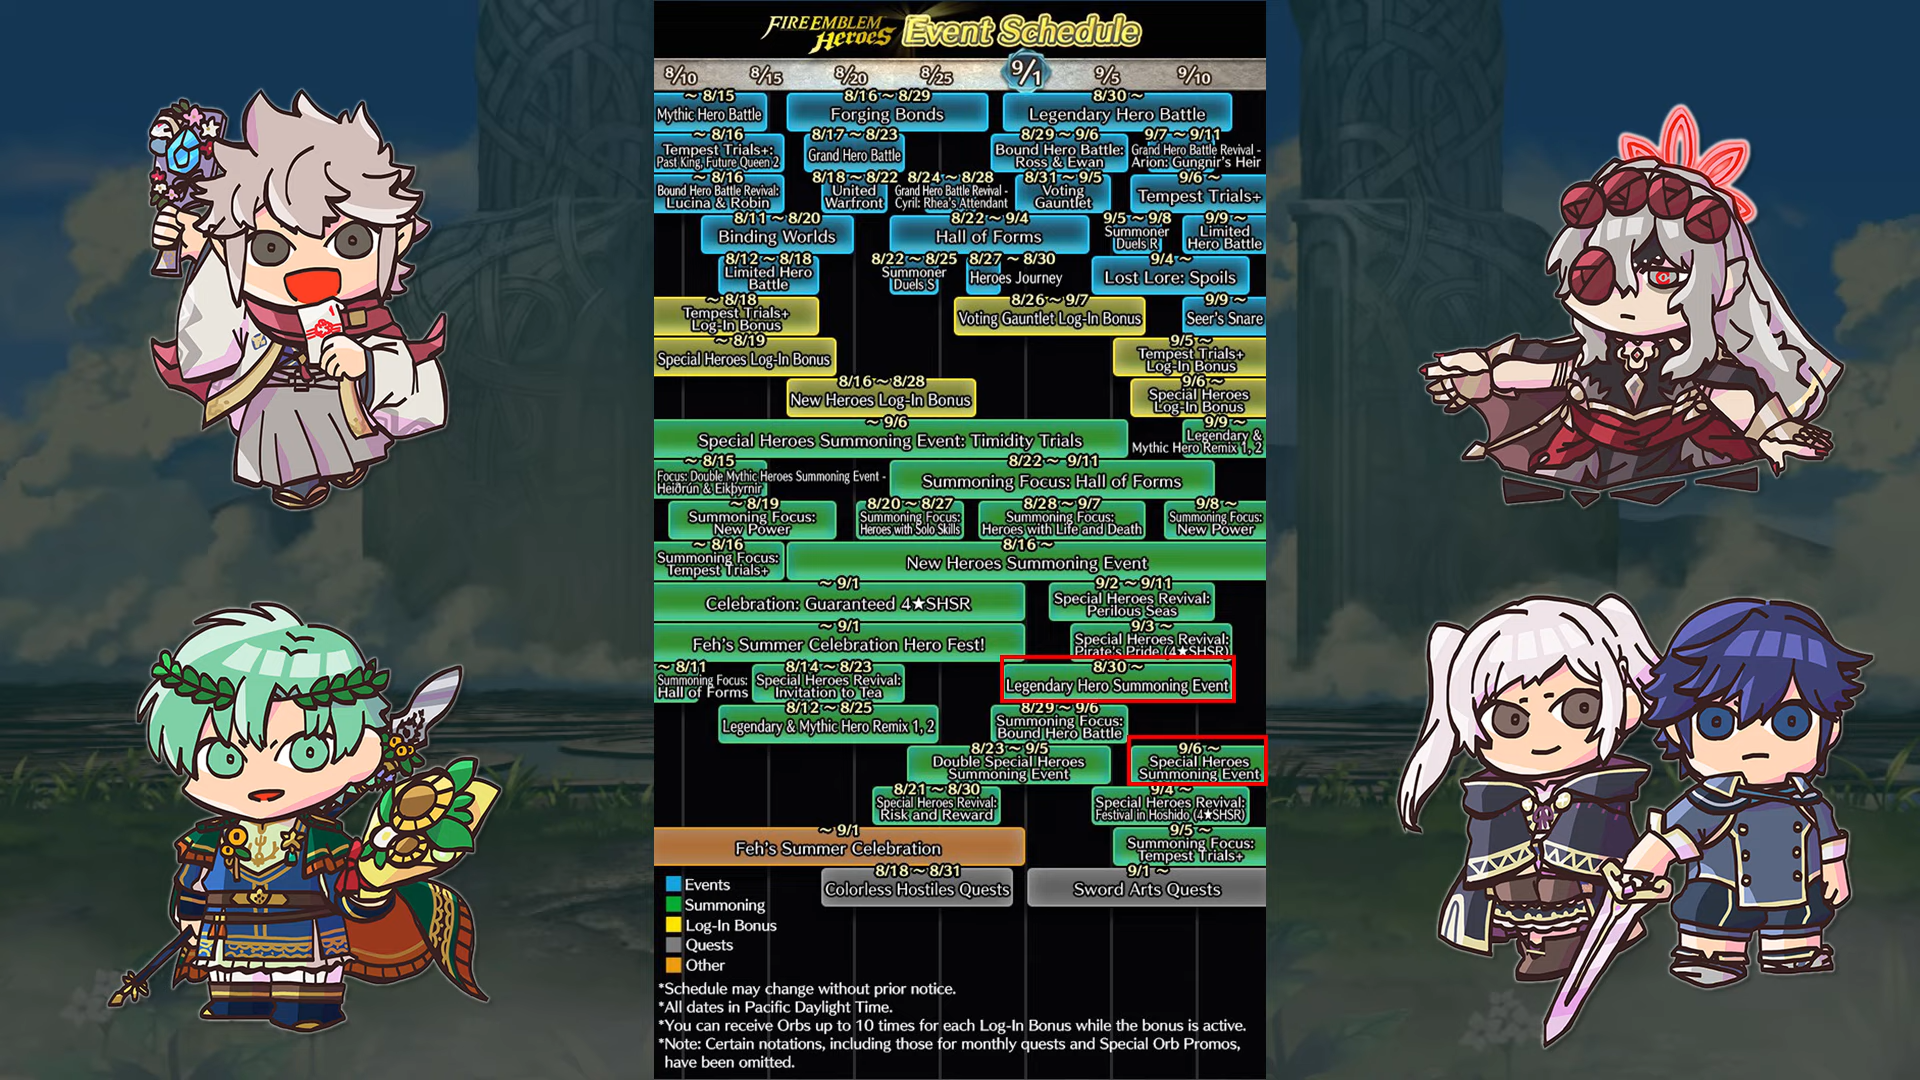 FIRE EMBLEM
Heroes
Event Schedule
8/10
8/15
8/20
8/25
9/1
9/5
9/10
～ 8/15
Mythic Hero Battle
8/16 ～ 8/29
Forging Bonds
8/30 ～
Legendary Hero Battle
～ 8/16
Tempest Trials+:
Past King, Future Queen 2
8/17 ～ 8/23
Grand Hero Battle
8/29 ～ 9/6
Bound Hero Battle:
Ross & Ewan
9/7 ～ 9/11
Grand Hero Battle Revival -
Arion: Gungnir's Heir
～ 8/16
Bound Hero Battle Revival:
Lucina & Robin
8/18 ～ 8/22
United
Warfront
8/24 ～ 8/28
Grand Hero Battle Revival -
Cyril: Rhea's Attendant
8/31 ～ 9/5
Voting
Gauntlet
9/6 ～
Tempest Trials+
8/11 ～ 8/20
Binding Worlds
8/22 ～ 9/4
Hall of Forms
9/5 ～ 9/8
Summoner
Duels R
9/9 ～
Limited
Hero Battle
8/12 ～ 8/18
Limited Hero
Battle
8/22 ～ 8/25
Summoner
Duels S
8/27 ～ 8/30
Heroes Journey
9/4 ～
Lost Lore: Spoils
～ 8/18
Tempest Trials+
Log-In Bonus
8/26 ～ 9/7
Voting Gauntlet Log-In Bonus
9/9 ～
Seer's Snare
～ 8/19
Special Heroes Log-In Bonus
9/5 ～
Tempest Trials+
Log-In Bonus
8/16 ～ 8/28
New Heroes Log-In Bonus
9/6 ～
Special Heroes
Log-In Bonus
～ 9/6
Special Heroes Summoning Event: Timidity Trials
9/9 ～
Legendary &
Mythic Hero Remix 1, 2
～ 8/15
Focus: Double Mythic Heroes Summoning Event -
Heiðrún & Eikþyrnir
8/22 ～ 9/11
Summoning Focus: Hall of Forms
～ 8/19
Summoning Focus:
New Power
8/20 ～ 8/27
Summoning Focus:
Heroes with Solo Skills
8/28 ～ 9/7
Summoning Focus:
Heroes with Life and Death
9/8 ～
Summoning Focus:
New Power
～ 8/16
Summoning Focus:
Tempest Trials+
8/16 ～
New Heroes Summoning Event
～ 9/1
Celebration: Guaranteed 4★SHSR
9/2 ～ 9/11
Special Heroes Revival:
Perilous Seas
～ 9/1
Feh's Summer Celebration Hero Fest!
9/3 ～
Special Heroes Revival:
Pirate's Pride (4★SHSR)
～ 8/11
Summoning Focus:
Hall of Forms
8/14 ～ 8/23
Special Heroes Revival:
Invitation to Tea
8/30 ～
Legendary Hero Summoning Event
8/12 ～ 8/25
Legendary & Mythic Hero Remix 1, 2
8/29 ～ 9/6
Summoning Focus:
Bound Hero Battle
8/23 ～ 9/5
Double Special Heroes
Summoning Event
9/6 ～
Special Heroes
Summoning Event
8/21 ～ 8/30
Special Heroes Revival:
Risk and Reward
9/4 ～
Special Heroes Revival:
Festival in Hoshido (4★SHSR)
～ 9/1
Feh's Summer Celebration
9/5 ～
Summoning Focus:
Tempest Trials+
8/18 ～ 8/31
Colorless Hostiles Quests
9/1 ～
Sword Arts Quests
Events
Summoning
Log-In Bonus
Quests
Other
*Schedule may change without prior notice.
*All dates in Pacific Daylight Time.
*You can receive Orbs up to 10 times for each Log-In Bonus while the bonus is active.
*Note: Certain notations, including those for monthly quests and Special Orb Promos,
have been omitted.